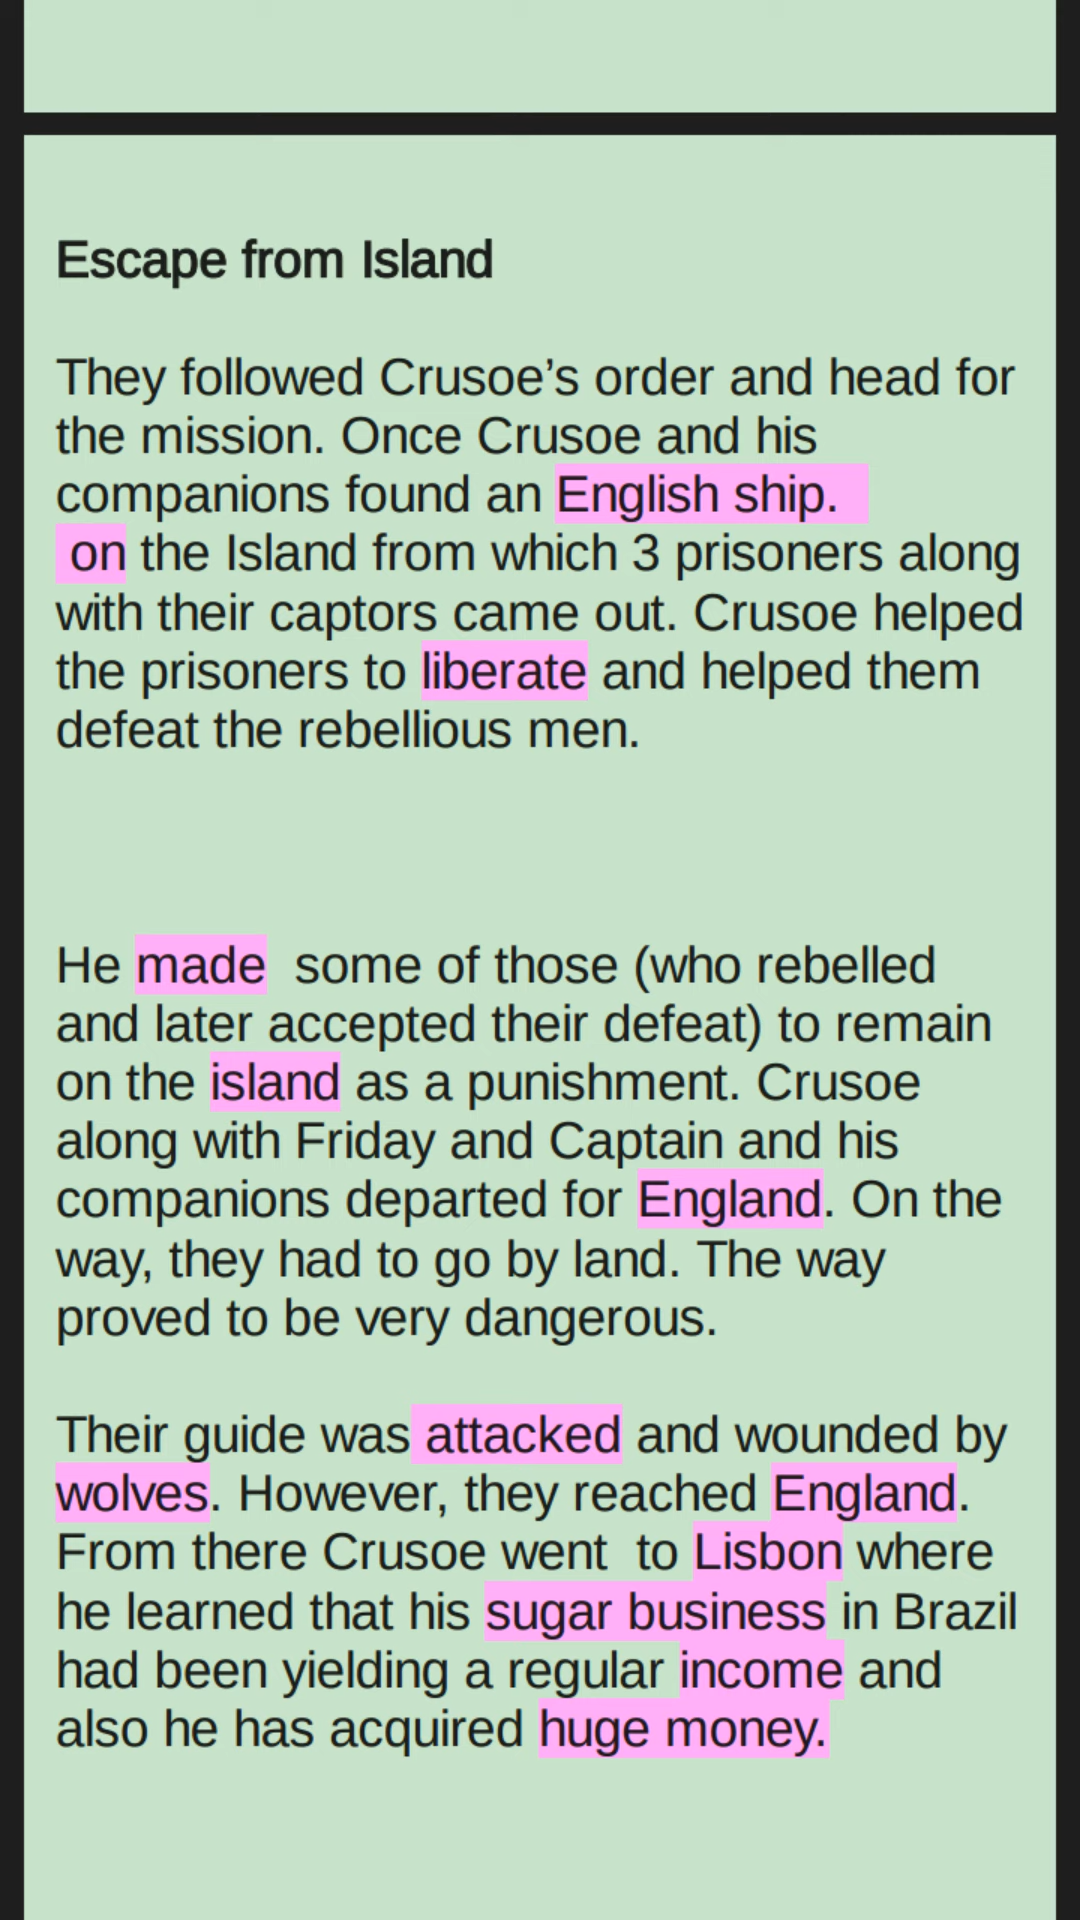 Escape from Island
They followed Crusoe’s order and head for
the mission. Once Crusoe and his
companions found an English ship.
on the Island from which 3 prisoners along
with their captors came out. Crusoe helped
the prisoners to liberate and helped them
defeat the rebellious men.
He made  some of those (who rebelled
and later accepted their defeat) to remain
on the island as a punishment. Crusoe
along with Friday and Captain and his
companions departed for England. On the
way, they had to go by land. The way
proved to be very dangerous.
Their guide was attacked and wounded by
wolves. However, they reached England.
From there Crusoe went  to Lisbon where
he learned that his sugar business in Brazil
had been yielding a regular income and
also he has acquired huge money.